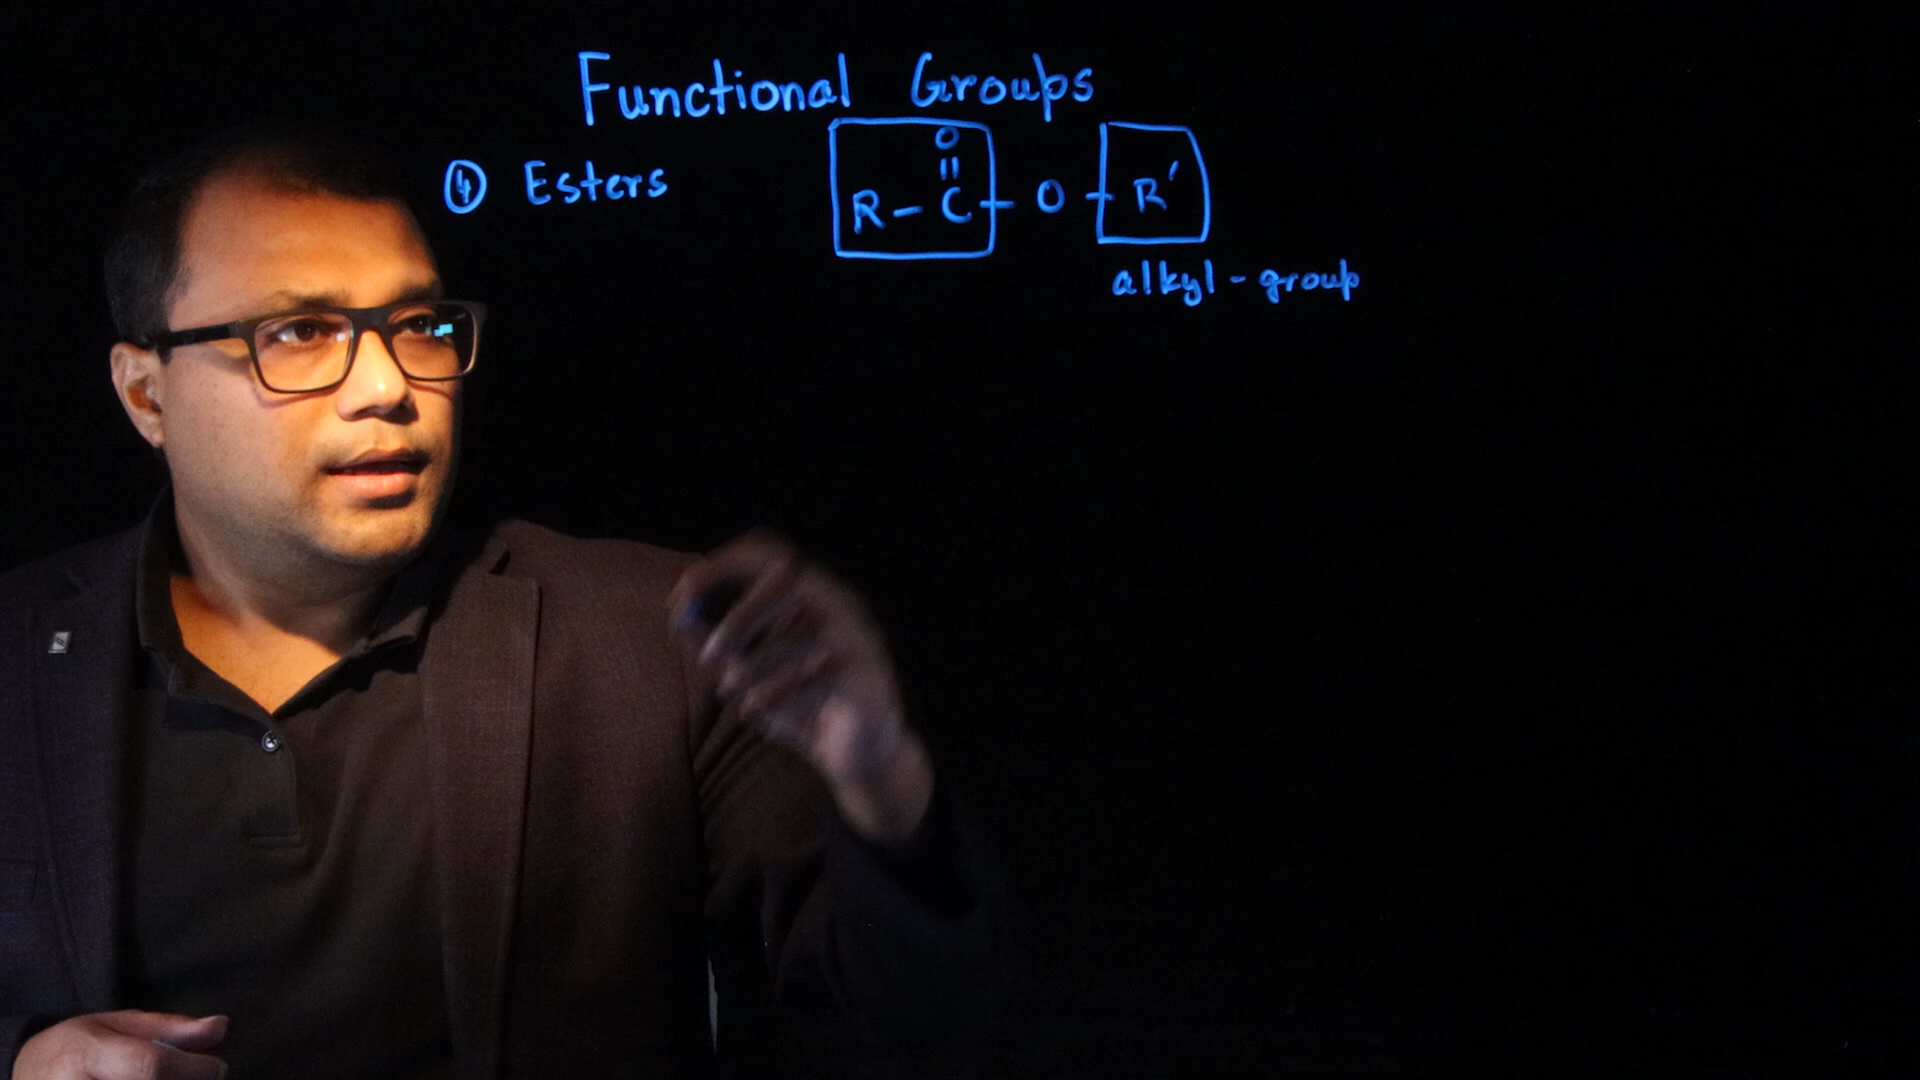 Functional Groups
④ Esters
O
||
R – C – O – R'
alkyl - group